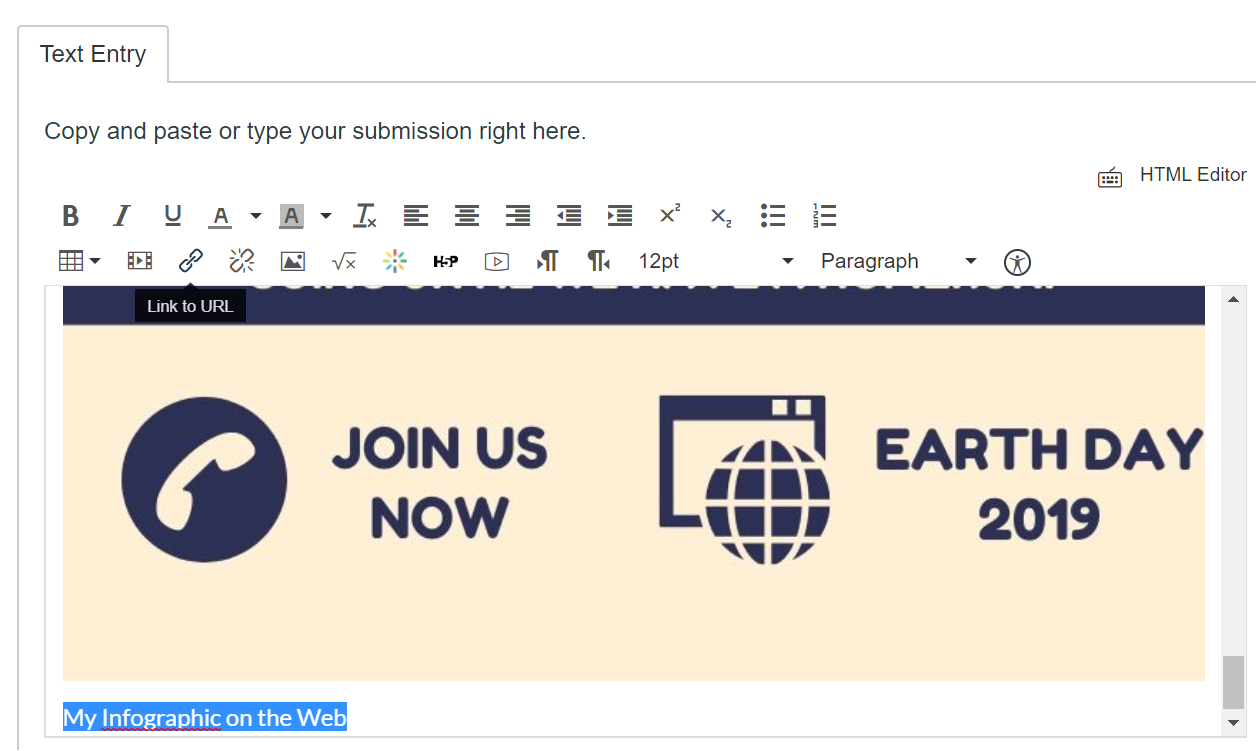 Text Entry
Copy and paste or type your submission right here.
HTML Editor
12pt Paragraph
Link to URL
JOIN US
NOW
EARTH DAY
2019
My Infographic on the Web